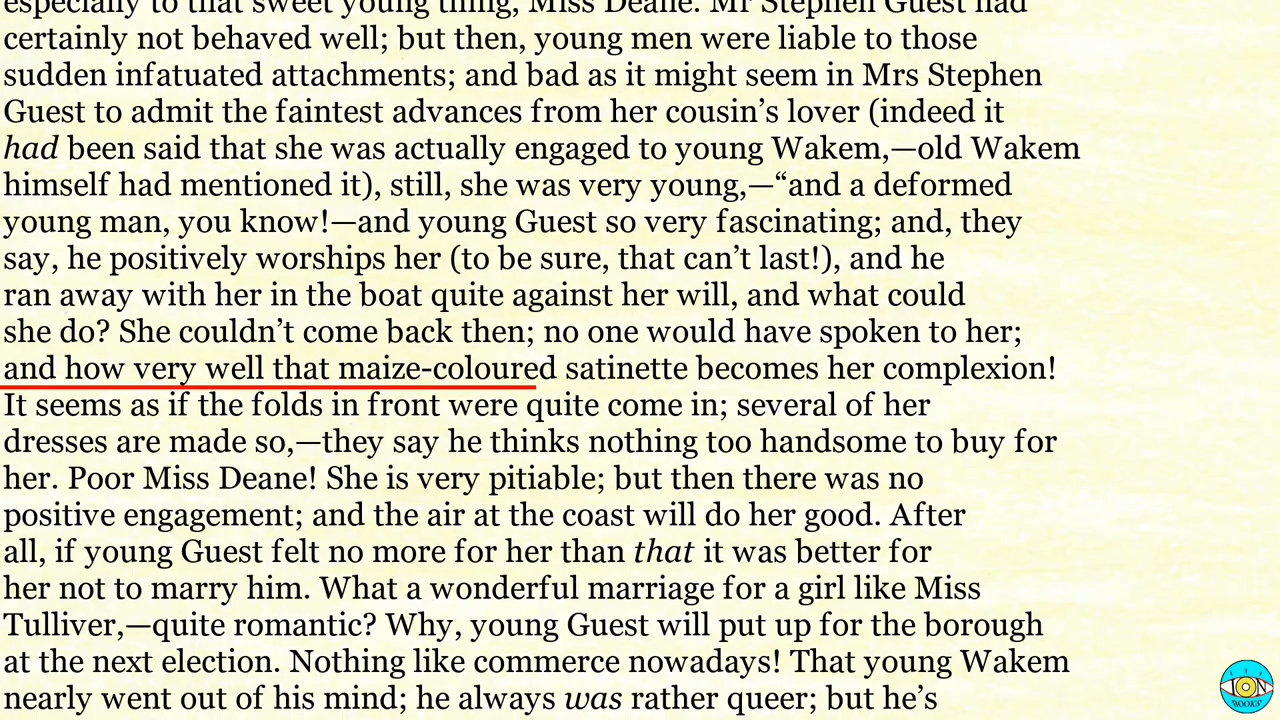 especially to that sweet young thing, Miss Deane. Mr Stephen Guest had
certainly not behaved well; but then, young men were liable to those
sudden infatuated attachments; and bad as it might seem in Mrs Stephen
Guest to admit the faintest advances from her cousin’s lover (indeed it
had been said that she was actually engaged to young Wakem,—old Wakem
himself had mentioned it), still, she was very young,—“and a deformed
young man, you know!—and young Guest so very fascinating; and, they
say, he positively worships her (to be sure, that can’t last!), and he
ran away with her in the boat quite against her will, and what could
she do? She couldn’t come back then; no one would have spoken to her;
and how very well that maize-coloured satinette becomes her complexion!
It seems as if the folds in front were quite come in; several of her
dresses are made so,—they say he thinks nothing too handsome to buy for
her. Poor Miss Deane! She is very pitiable; but then there was no
positive engagement; and the air at the coast will do her good. After
all, if young Guest felt no more for her than that it was better for
her not to marry him. What a wonderful marriage for a girl like Miss
Tulliver,—quite romantic? Why, young Guest will put up for the borough
at the next election. Nothing like commerce nowadays! That young Wakem
nearly went out of his mind; he always was rather queer; but he’s
ION
BOOKS